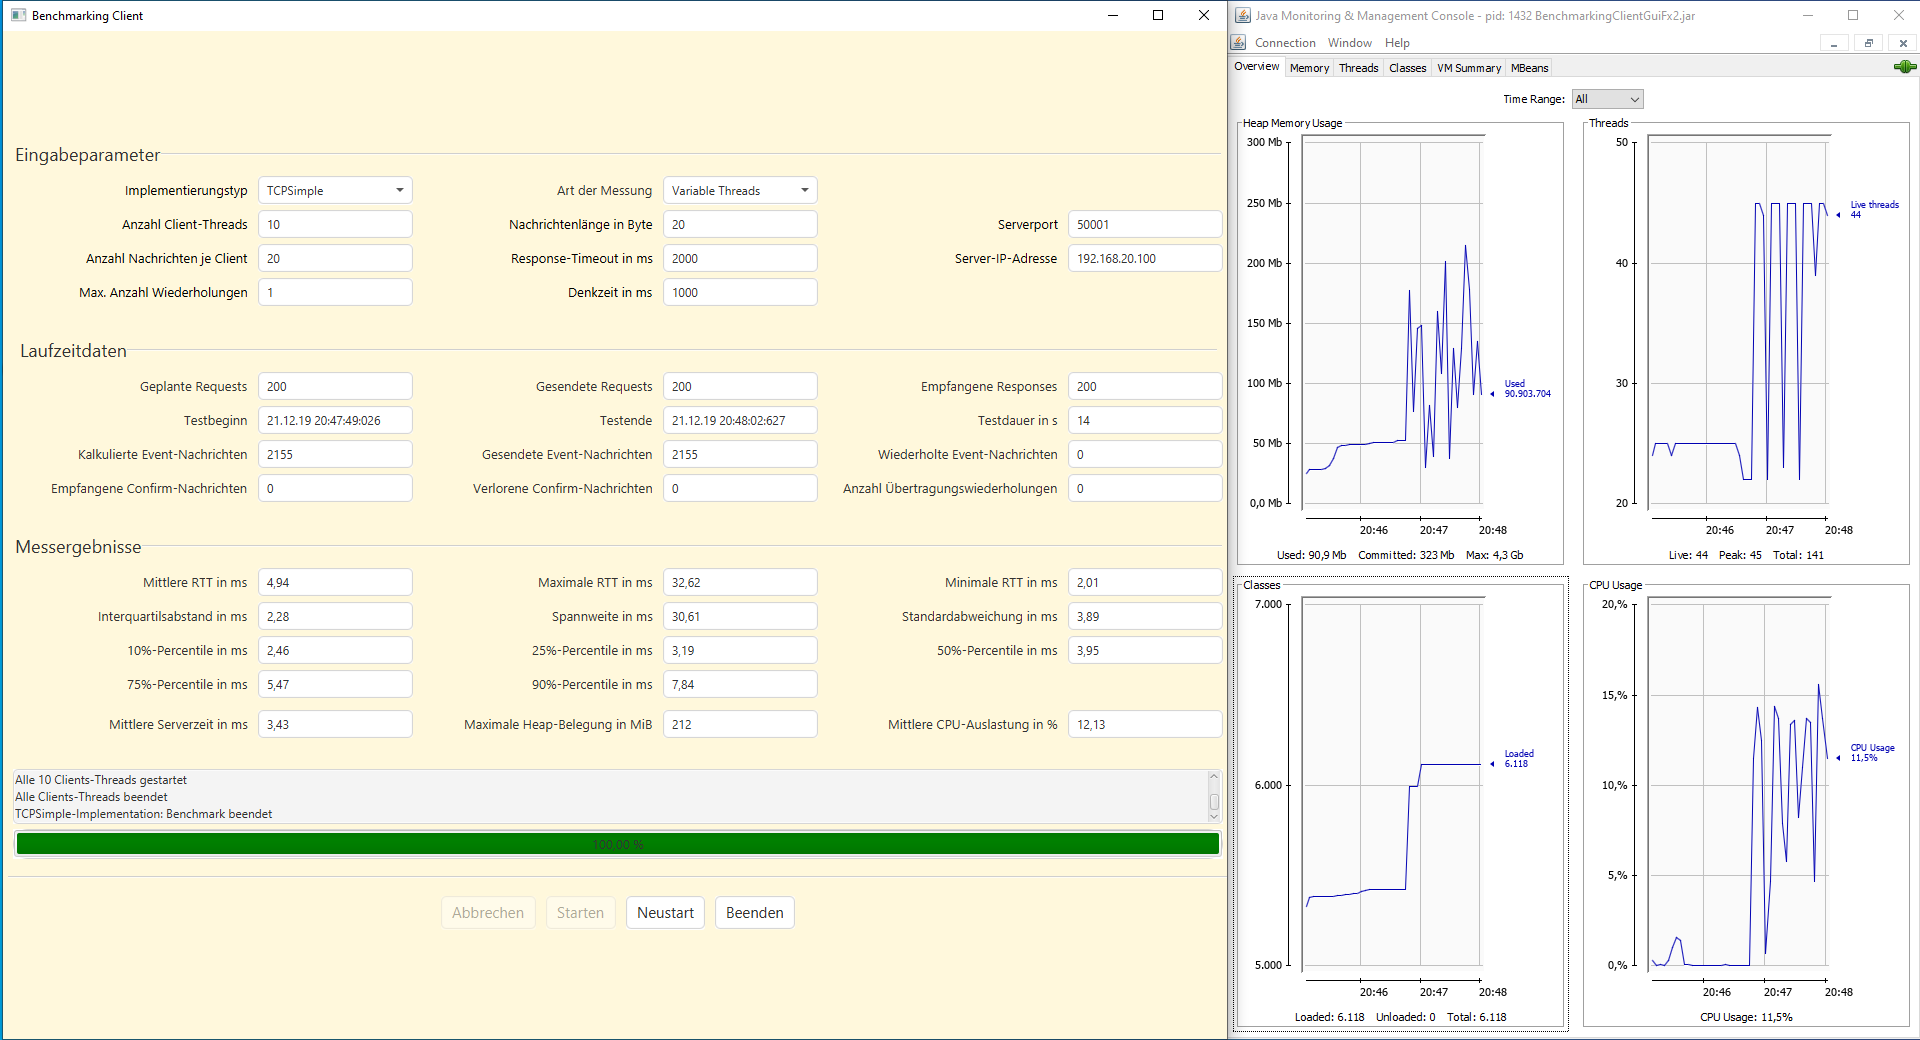 Benchmarking Client
Eingabeparameter
Implementierungstyp TCPSimple Art der Messung Variable Threads
Anzahl Client-Threads 10 Nachrichtenlänge in Byte 20 Serverport 50001
Anzahl Nachrichten je Client 20 Response-Timeout in ms 2000 Server-IP-Adresse 192.168.20.100
Max. Anzahl Wiederholungen 1 Denkzeit in ms 1000
Laufzeitdaten
Geplante Requests 200 Gesendete Requests 200 Empfangene Responses 200
Testbeginn 21.12.19 20:47:49:026 Testende 21.12.19 20:48:02:627 Testdauer in s 14
Kalkulierte Event-Nachrichten 2155 Gesendete Event-Nachrichten 2155 Wiederholte Event-Nachrichten 0
Empfangene Confirm-Nachrichten 0 Verlorene Confirm-Nachrichten 0 Anzahl Übertragungswiederholungen 0
Messergebnisse
Mittlere RTT in ms 4,94 Maximale RTT in ms 32,62 Minimale RTT in ms 2,01
Interquartilsabstand in ms 2,28 Spannweite in ms 30,61 Standardabweichung in ms 3,89
10%-Percentile in ms 2,46 25%-Percentile in ms 3,19 50%-Percentile in ms 3,95
75%-Percentile in ms 5,47 90%-Percentile in ms 7,84
Mittlere Serverzeit in ms 3,43 Maximale Heap-Belegung in MiB 212 Mittlere CPU-Auslastung in % 12,13
Alle 10 Clients-Threads gestartet
Alle Clients-Threads beendet
TCPSimple-Implementation: Benchmark beendet
100,00 %
Abbrechen Starten Neustart Beenden
Java Monitoring & Management Console - pid: 1432 BenchmarkingClientGuiFx2.jar
Connection Window Help
Overview Memory Threads Classes VM Summary MBeans
Time Range: All
Heap Memory Usage
300 Mb
250 Mb
200 Mb
150 Mb
100 Mb
50 Mb
0,0 Mb
Used
90.903.704
20:46 20:47 20:48
Used: 90,9 Mb Committed: 323 Mb Max: 4,3 Gb
Threads
50
40
30
20
Live threads
44
20:46 20:47 20:48
Live: 44 Peak: 45 Total: 141
Classes
7.000
6.000
5.000
Loaded
6.118
20:46 20:47 20:48
Loaded: 6.118 Unloaded: 0 Total: 6.118
CPU Usage
20,%
15,%
10,%
5,%
0,%
CPU Usage
11,5%
20:46 20:47 20:48
CPU Usage: 11,5%